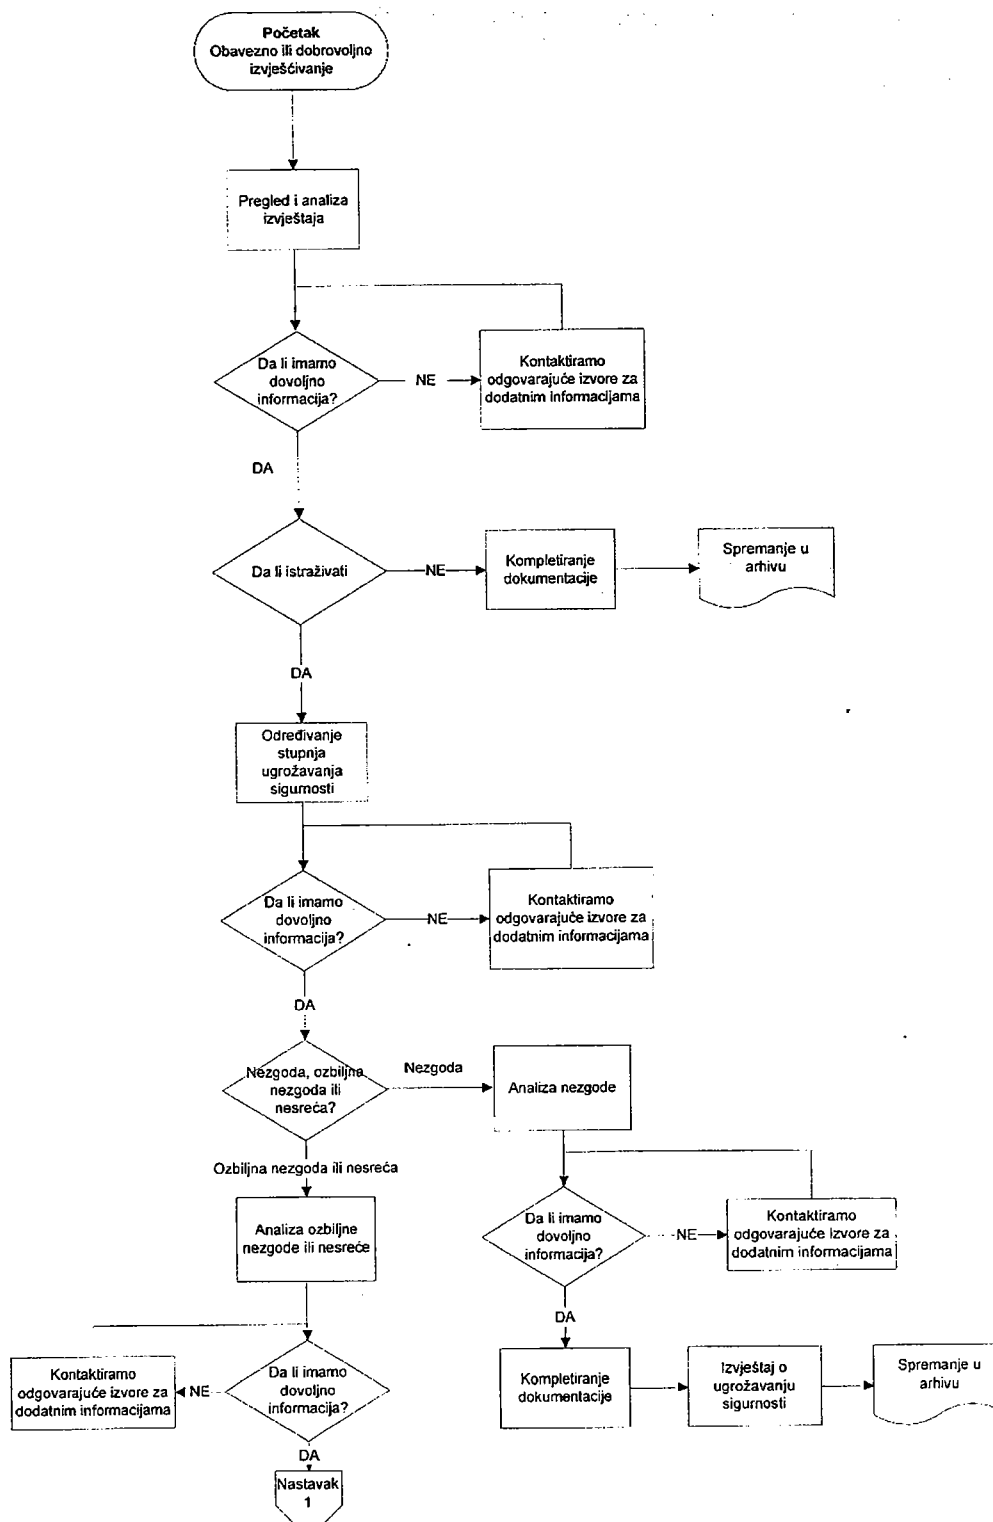 Početak
Obavezno ili dobrovoljno
izvješćivanje
Pregled i analiza
izvještaja
Da li imamo
dovoljno
informacija?
NE
Kontaktiramo
odgovarajuće izvore za
dodatnim informacijama
DA
Da li istraživati
NE
Kompletiranje
dokumentacije
Spremanje u
arhivu
DA
Određivanje
stupnja
ugrožavanja
sigurnosti
Da li imamo
dovoljno
informacija?
NE
Kontaktiramo
odgovarajuće izvore za
dodatnim informacijama
DA
Nezgoda, ozbiljna
nezgoda ili
nesreća?
Nezgoda
Analiza nezgode
Ozbiljna nezgoda ili nesreća
Analiza ozbiljne
nezgode ili nesreće
Da li imamo
dovoljno
informacija?
NE
Kontaktiramo
odgovarajuće izvore za
dodatnim informacijama
DA
Kompletiranje
dokumentacije
Izvještaj o
ugrožavanju
sigurnosti
Spremanje u
arhivu
Da li imamo
dovoljno
informacija?
NE
Kontaktiramo
odgovarajuće izvore za
dodatnim informacijama
DA
Nastavak
1